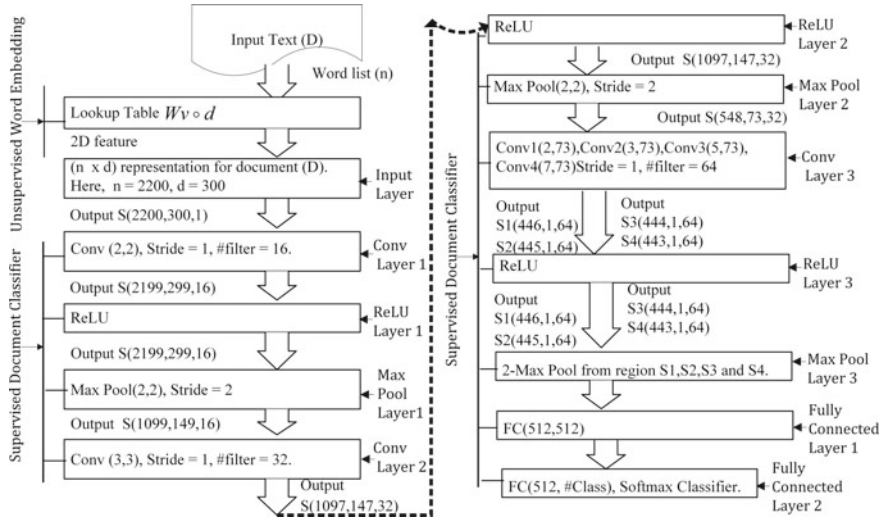 Unsupervised Word Embedding
Supervised Document Classifier
Input Text (D)
Word list (n)
Lookup Table Wv∘d
2D feature
(n x d) representation for document (D).
Here, n = 2200, d = 300
Input
Layer
Output S(2200,300,1)
Conv (2,2), Stride = 1, #filter = 16.
Conv
Layer 1
Output S(2199,299,16)
ReLU
ReLU
Layer 1
Output S(2199,299,16)
Max Pool(2,2), Stride = 2
Max
Pool
Layer1
Output S(1099,149,16)
Conv (3,3), Stride = 1, #filter = 32.
Conv
Layer 2
Output
S(1097,147,32)
Supervised Document Classifier
ReLU
ReLU
Layer 2
Output S(1097,147,32)
Max Pool(2,2), Stride = 2
Max Pool
Layer 2
Output S(548,73,32)
Conv1(2,73),Conv2(3,73),Conv3(5,73),
Conv4(7,73)Stride = 1, #filter = 64
Conv
Layer 3
Output
S1(446,1,64)
S2(445,1,64)
Output
S3(444,1,64)
S4(443,1,64)
ReLU
ReLU
Layer 3
Output
S1(446,1,64)
S2(445,1,64)
Output
S3(444,1,64)
S4(443,1,64)
2-Max Pool from region S1,S2,S3 and S4.
Max Pool
Layer 3
FC(512,512)
Fully
Connected
Layer 1
FC(512, #Class), Softmax Classifier.
Fully
Connected
Layer 2